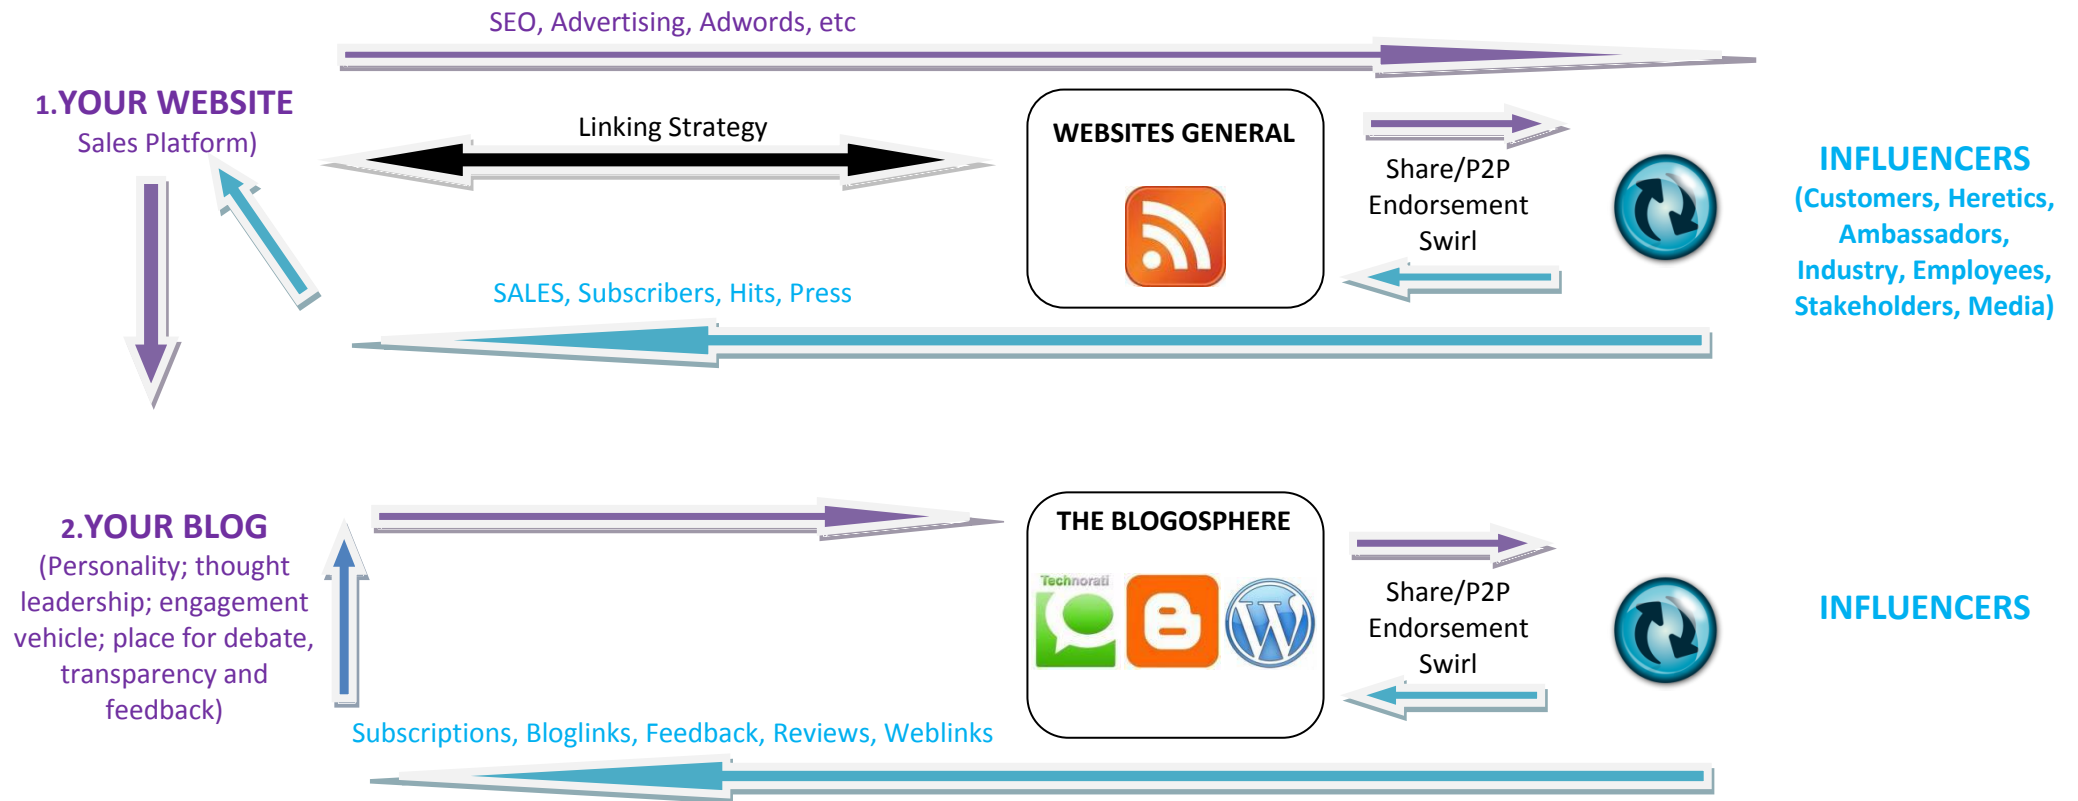 SEO, Advertising, Adwords, etc
1.YOUR WEBSITE
Sales Platform)
Linking Strategy
WEBSITES GENERAL
Share/P2P
Endorsement
Swirl
INFLUENCERS
(Customers, Heretics,
Ambassadors,
Industry, Employees,
Stakeholders, Media)
SALES, Subscribers, Hits, Press
2.YOUR BLOG
(Personality; thought
leadership; engagement
vehicle; place for debate,
transparency and
feedback)
THE BLOGOSPHERE
Technorati
Share/P2P
Endorsement
Swirl
INFLUENCERS
Subscriptions, Bloglinks, Feedback, Reviews, Weblinks